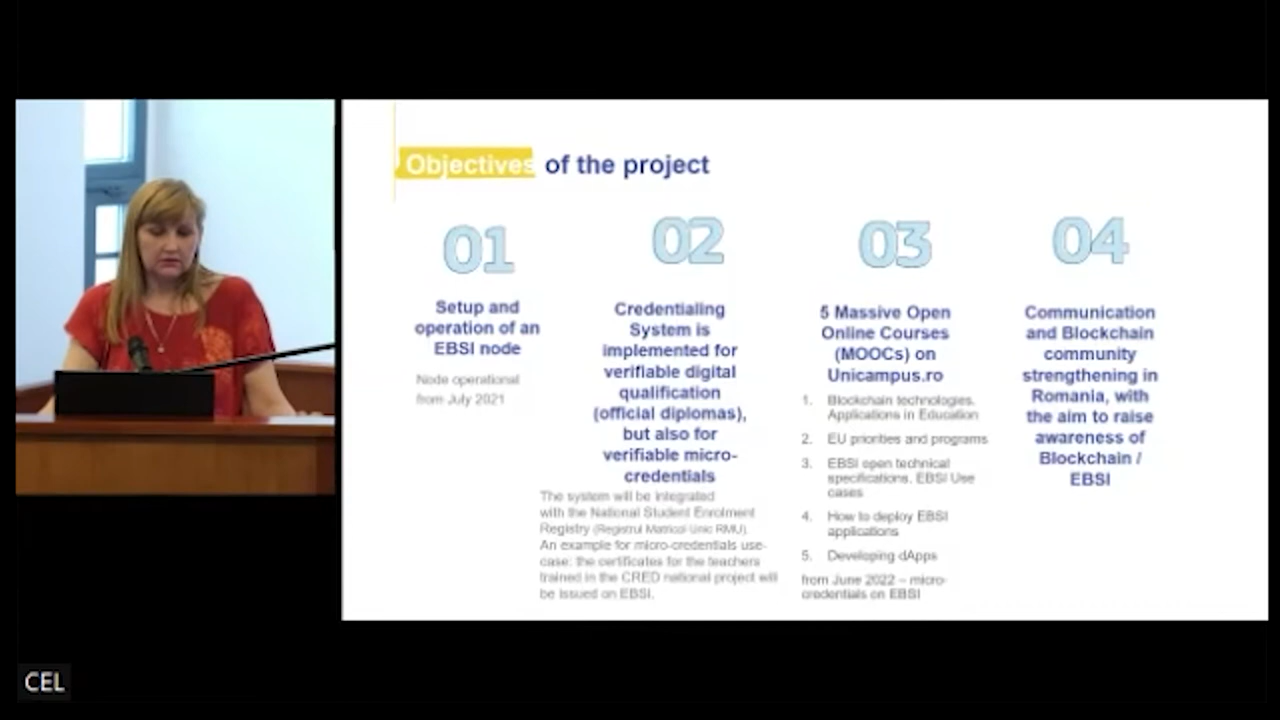 Objectives of the project
01
Setup and
operation of an
EBSI node
Node operational
from July 2021
02
Credentialing
System is
implemented for
verifiable digital
qualification
(official diplomas),
but also for
verifiable micro-
credentials
The system will be integrated
with the National Student Enrolment
Registry (Registrul Matricol Unic RMU).
An example for micro-credentials use-
case: the certificates for the teachers
trained in the CRED national project will
be issued on EBSI.
03
5 Massive Open
Online Courses
(MOOCs) on
Unicampus.ro
1. Blockchain technologies.
Applications in Education
2. EU priorities and programs
3. EBSI open technical
specifications. EBSI Use
cases
4. How to deploy EBSI
applications
5. Developing dApps
from June 2022 – micro-
credentials on EBSI
04
Communication
and Blockchain
community
strengthening in
Romania, with
the aim to raise
awareness of
Blockchain /
EBSI
CEL